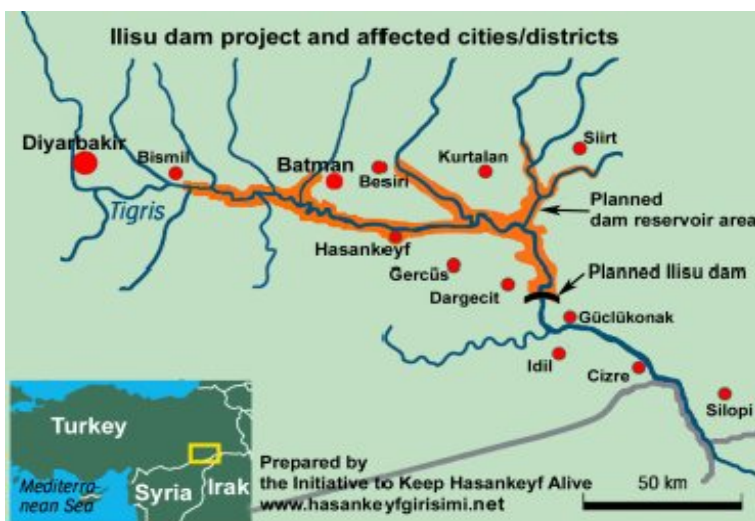 Ilisu dam project and affected cities/districts
Diyarbakir
Bismil
Batman
Besiri
Kurtalan
Siirt
Tigris
Planned
dam reservoir area
Hasankeyf
Gercüs
Dargecit
Planned Ilisu dam
Güclükonak
Idil
Cizre
Silopi
Turkey
Mediterra-
nean Sea
Syria
Irak
Prepared by
the Initiative to Keep Hasankeyf Alive
www.hasankeyfgirisimi.net
50 km